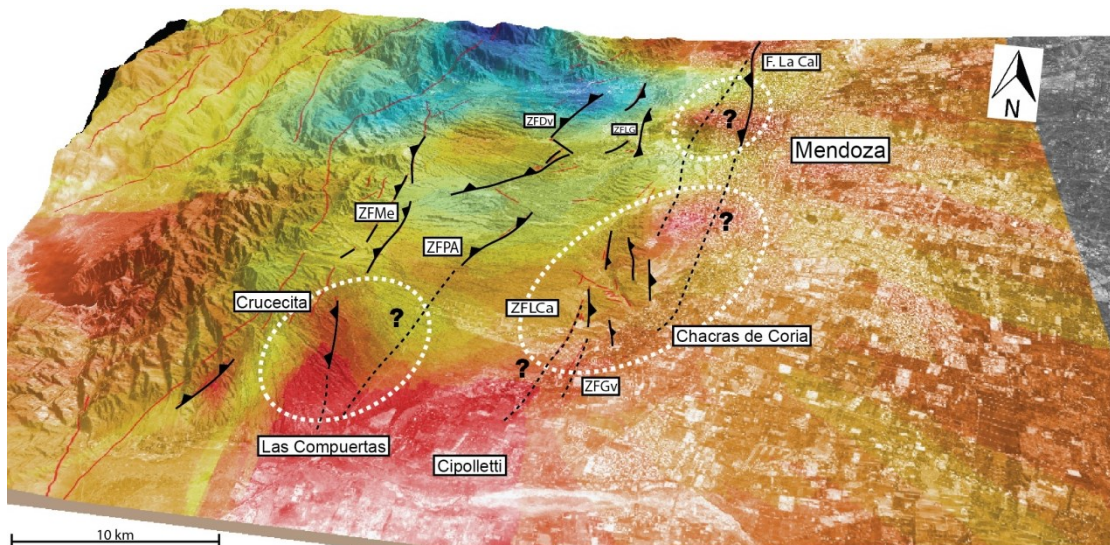 F. La Cal
N
ZFDv
ZFLG
?
Mendoza
ZFMe
?
ZFPA
Crucecita
?
ZFLCa
Chacras de Coria
?
ZFGv
Las Compuertas
Cipolletti
10 km